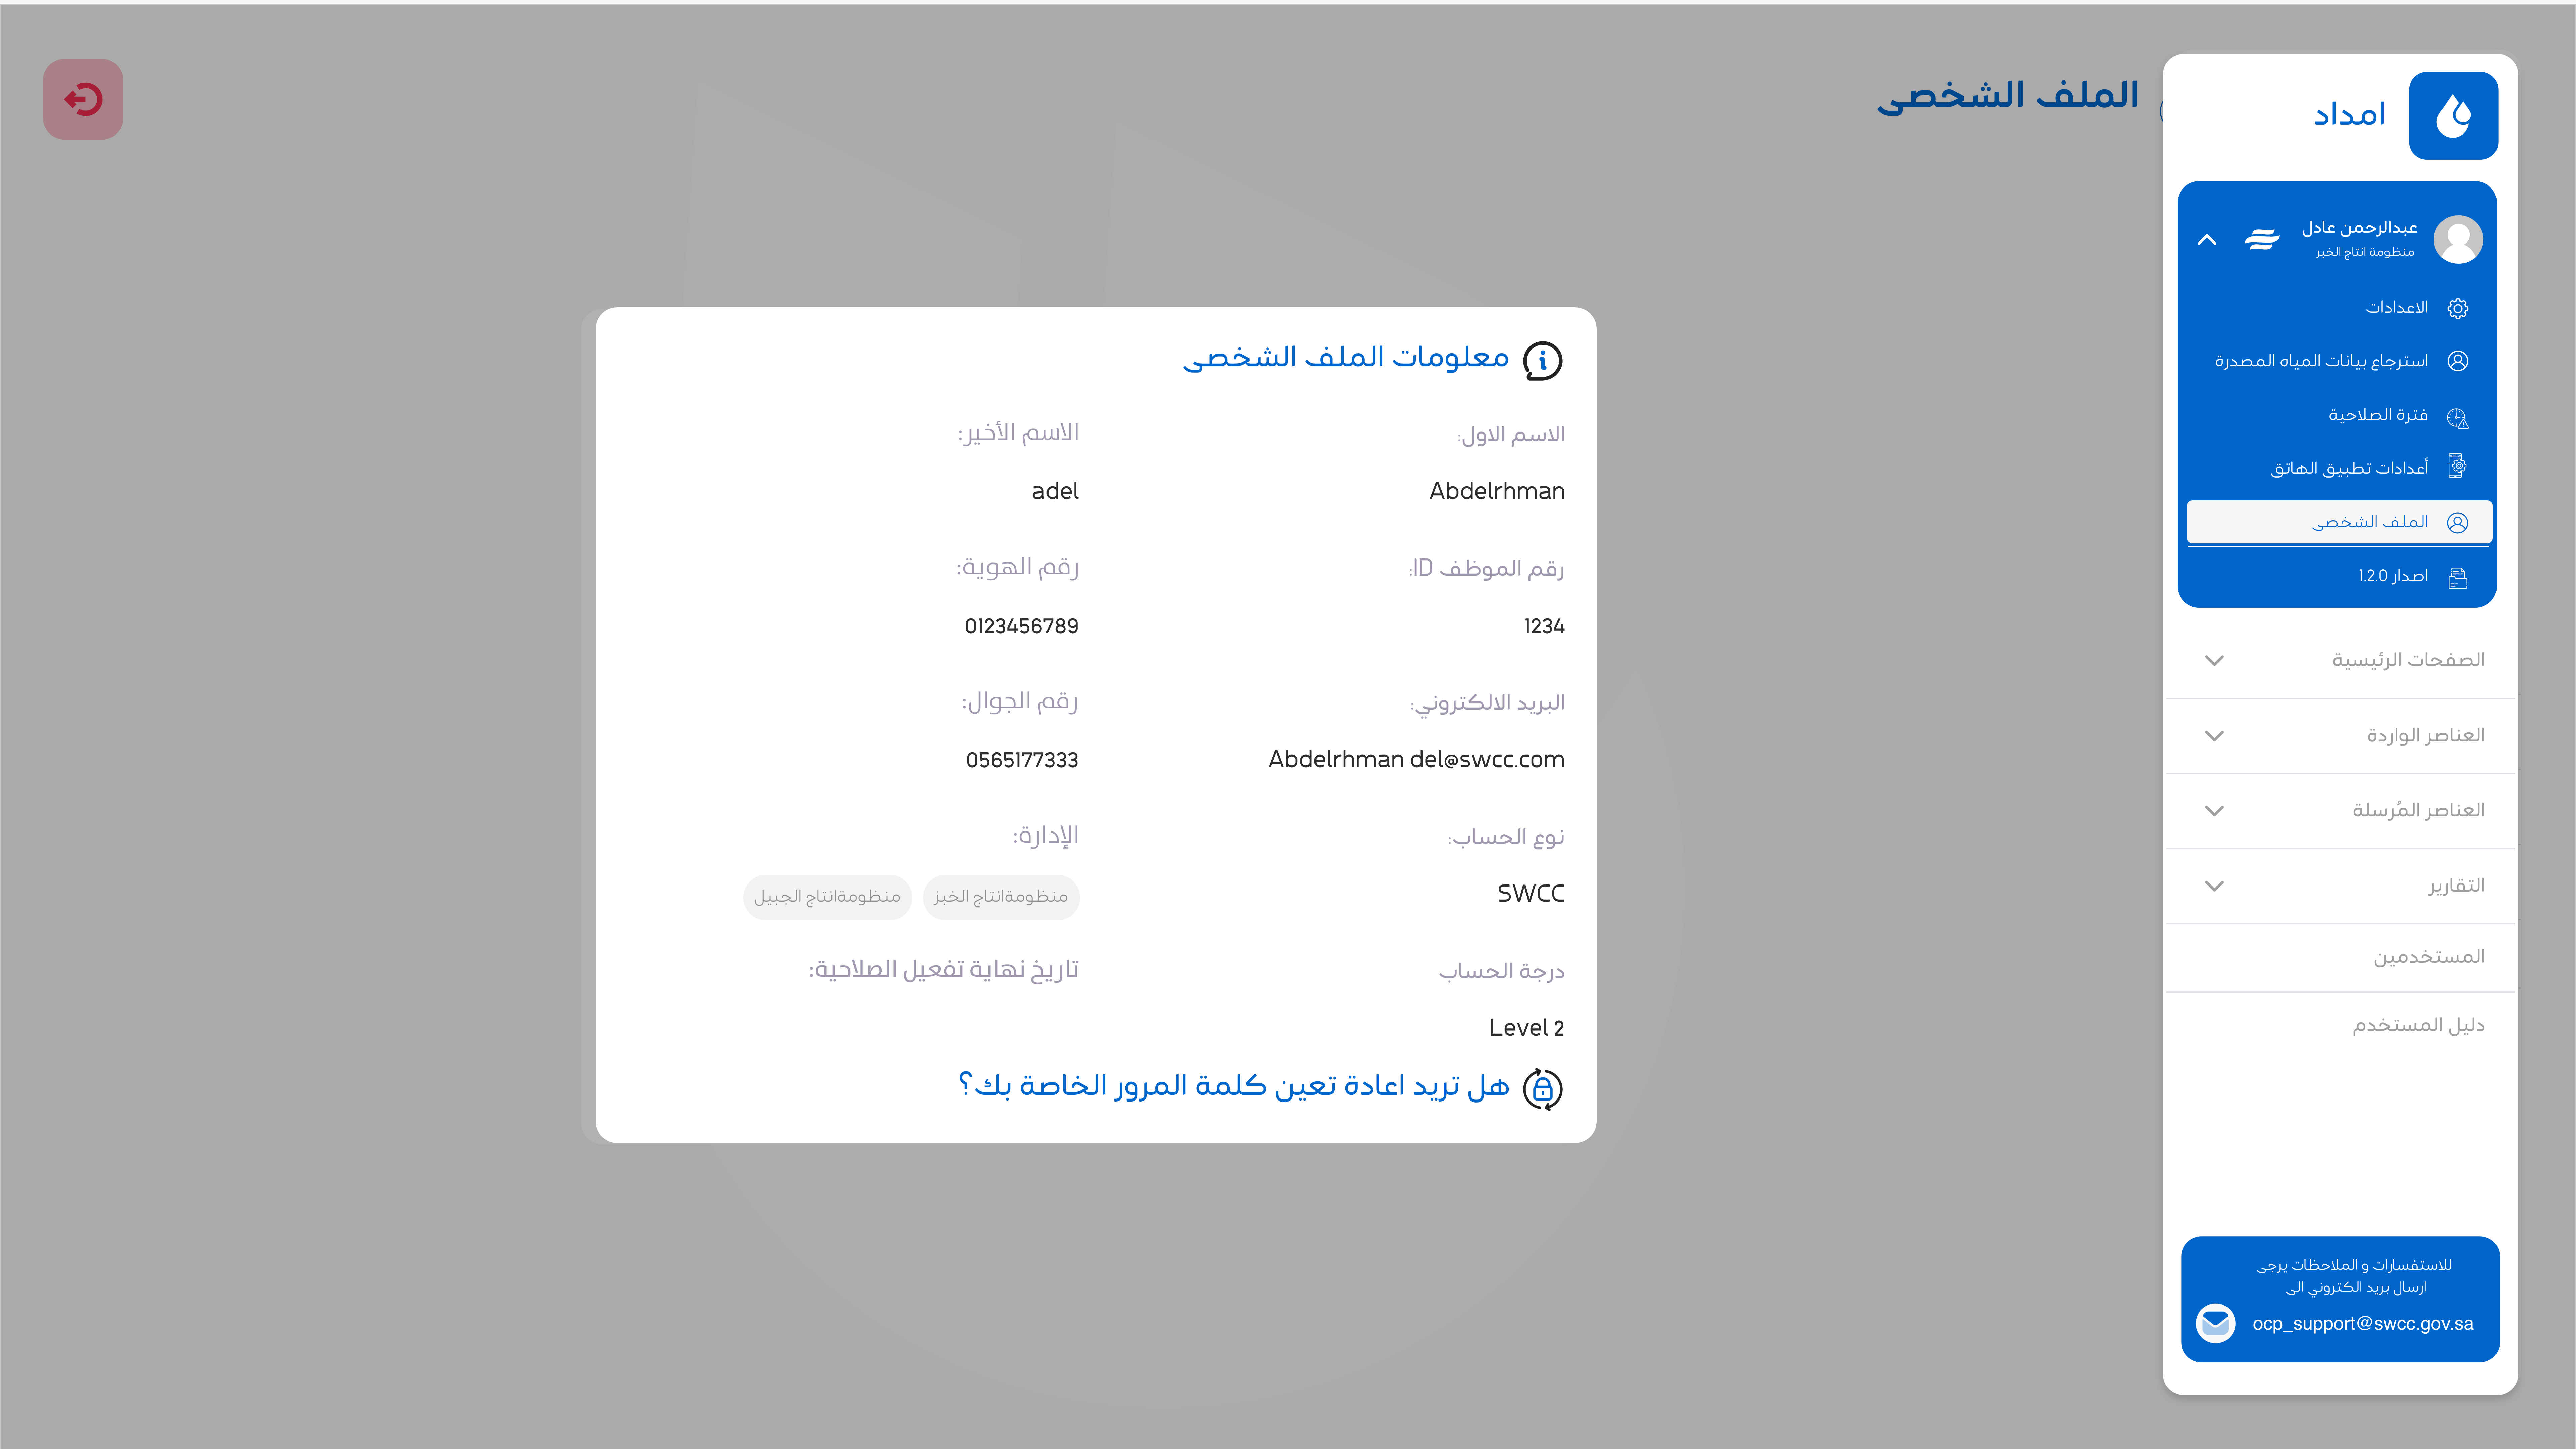 امداد
عبدالرحمن عادل
منظومة انتاج الخبر
الاعدادات
استرجاع بيانات المياه المصدرة
فترة الصلاحية
أعدادات تطبيق الهاتق
الملف الشخصى
اصدار 1.2.0
الصفحات الرئيسية
العناصر الواردة
العناصر المُرسلة
التقارير
المستخدمين
دليل المستخدم
للاستفسارات و الملاحظات يرجى
ارسال بريد الكتروني الى
ocp_support@swcc.gov.sa
الملف الشخصى
معلومات الملف الشخصى
الاسم الاول: الاسم الأخير:
Abdelrhman adel
رقم الموظف ID: رقم الهوية:
1234 0123456789
البريد الالكتروني: رقم الجوال:
Abdelrhman del@swcc.com 0565177333
نوع الحساب: الإدارة:
SWCC منظومةانتاج الخبز منظومةانتاج الجبيل
درجة الحساب تاريخ نهاية تفعيل الصلاحية:
Level 2
هل تريد اعادة تعين كلمة المرور الخاصة بك؟